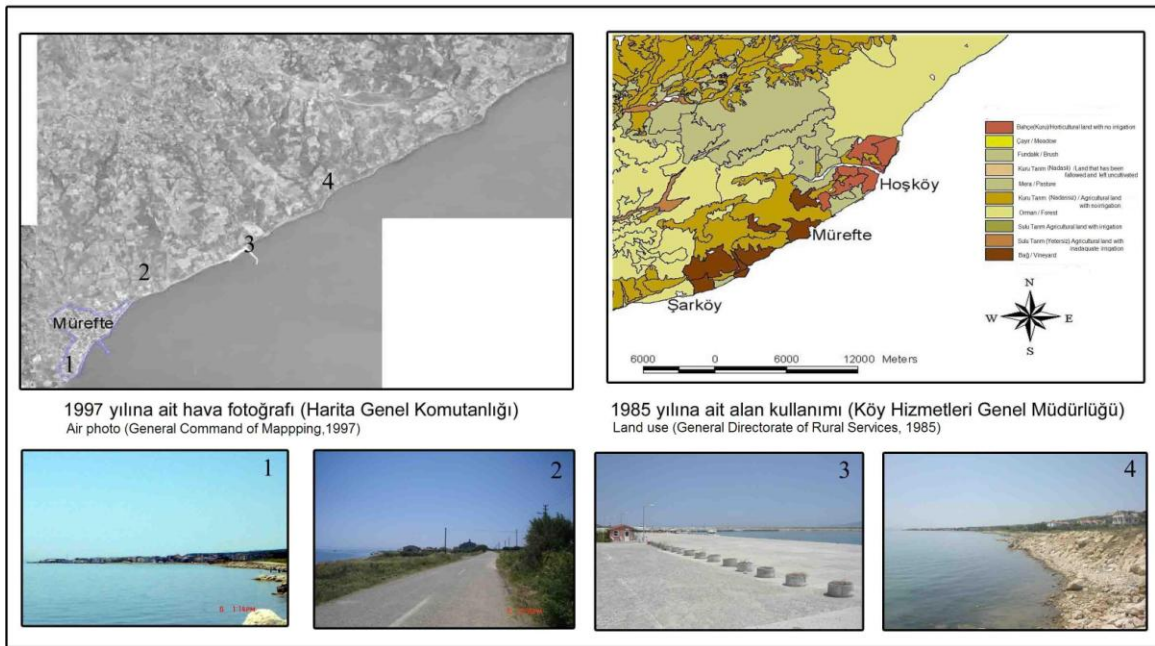 4
3
2
Mürefte
1
Hoşköy
Mürefte
Şarköy
Bahçe(Kuru)/Horticultural land with no irrigation
Çayır / Meadow
Fundalık / Brush
Kuru Tarım (Nadaslı) /Land that has been
fallowed and left uncultivated
Mera / Pasture
Kuru Tarım (Nadassız) / Agricultural land
with no irrigation
Orman / Forest
Sulu Tarım Agricultural land with irrigation
Sulu Tarım (Yetersiz) Agricultural land with
inadaquate irrigation
Bağ / Vineyard
N
W E
S
6000 0 6000 12000 Meters
1997 yılına ait hava fotoğrafı (Harita Genel Komutanlığı)
Air photo (General Command of Mappping,1997)
1985 yılına ait alan kullanımı (Köy Hizmetleri Genel Müdürlüğü)
Land use (General Directorate of Rural Services, 1985)
1
2
3
4